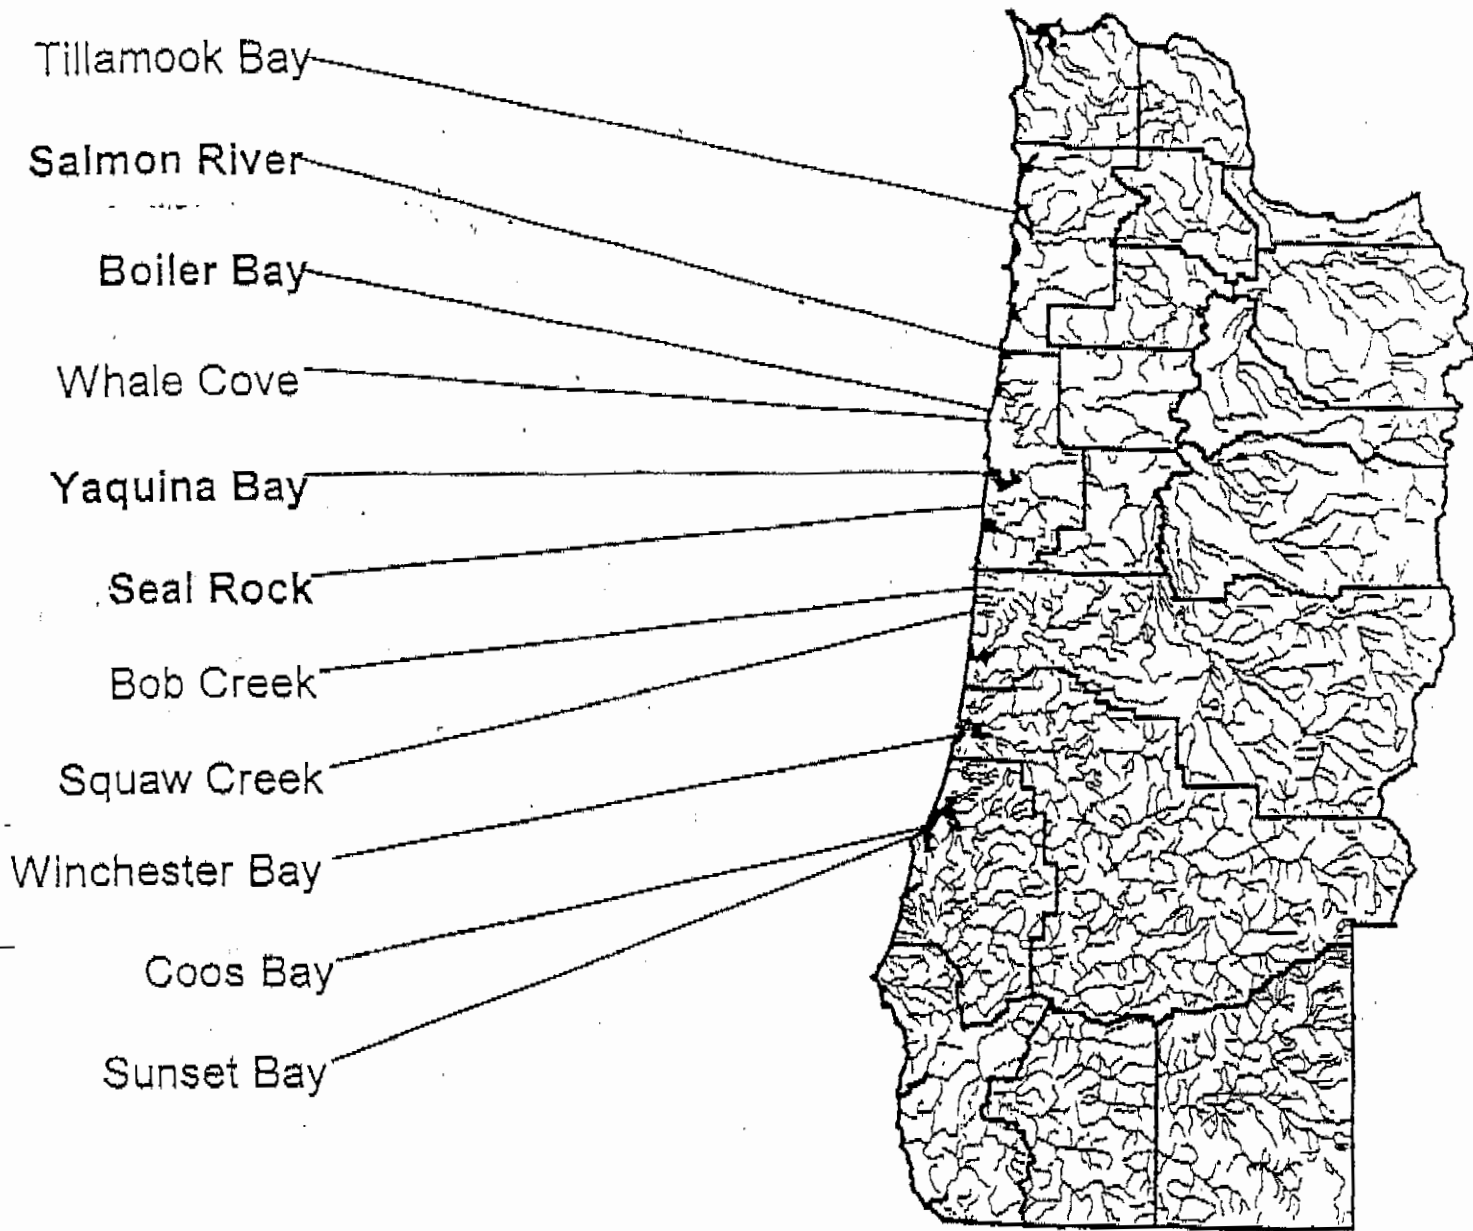 Tillamook Bay
Salmon River
Boiler Bay
Whale Cove
Yaquina Bay
Seal Rock
Bob Creek
Squaw Creek
Winchester Bay
Coos Bay
Sunset Bay